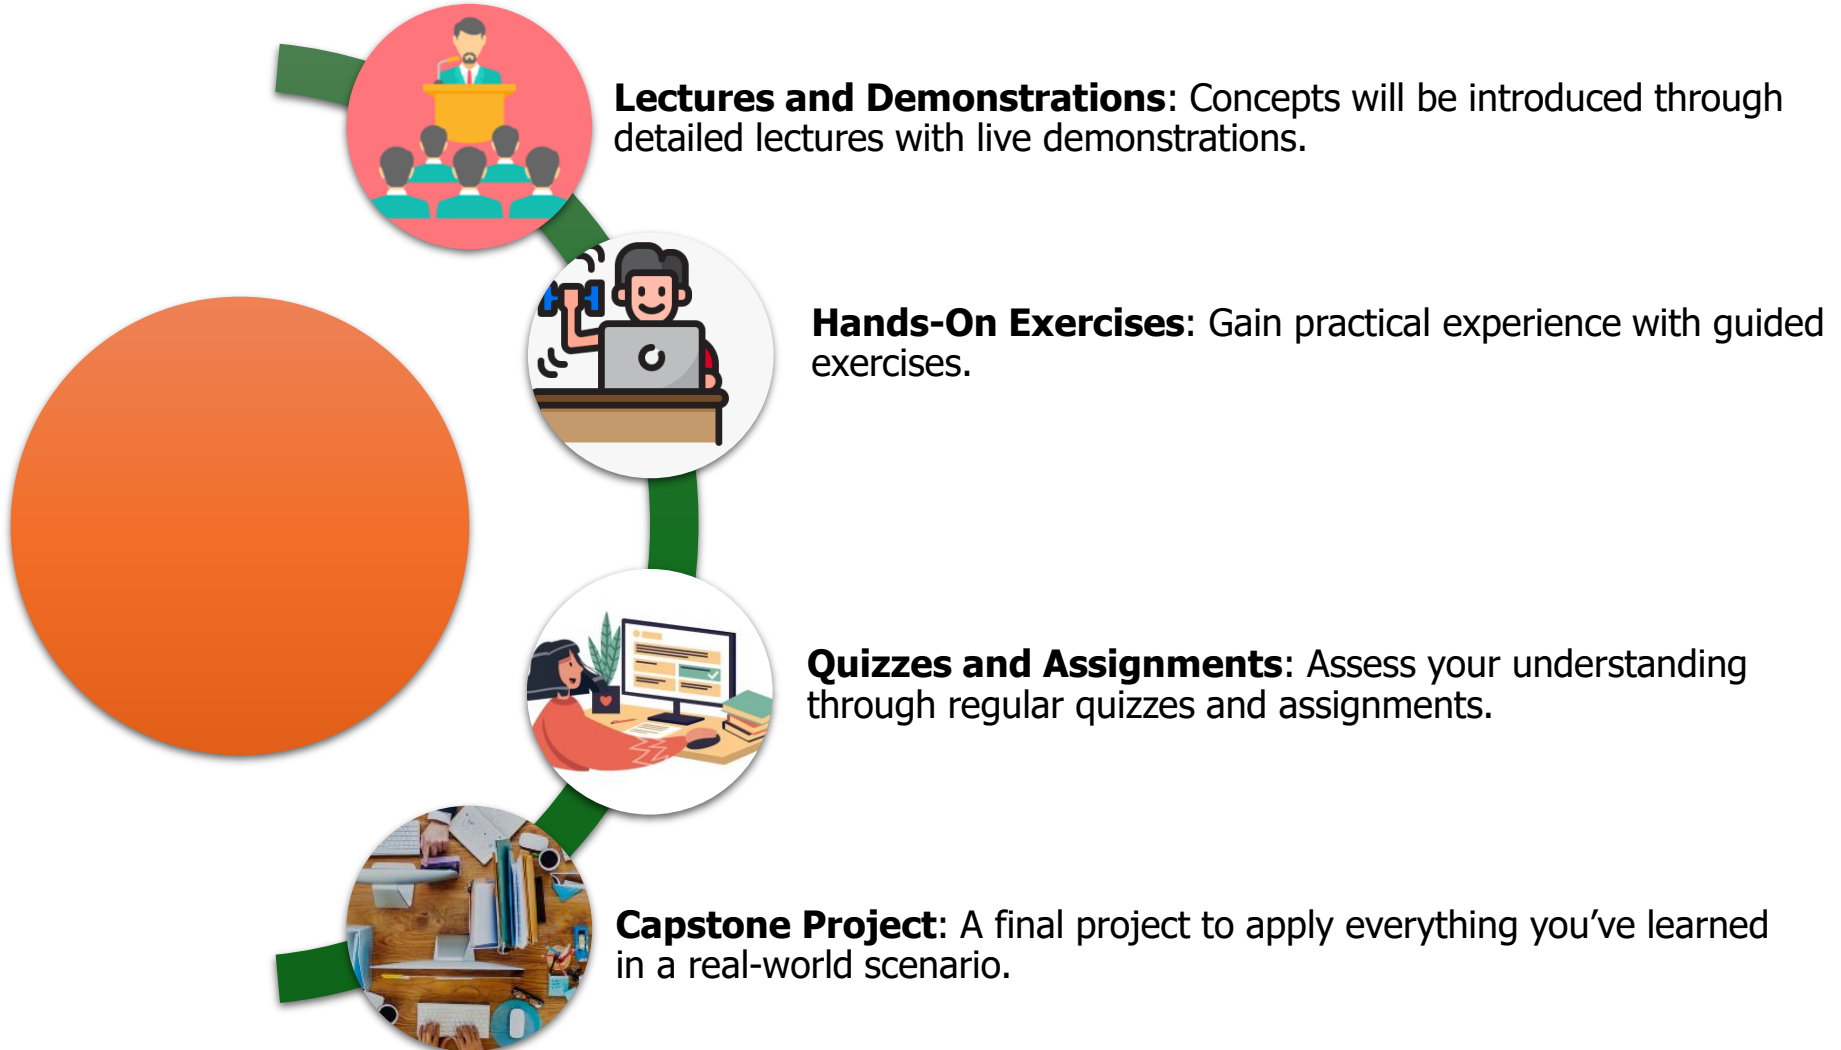 Lectures and Demonstrations: Concepts will be introduced through
detailed lectures with live demonstrations.
Hands-On Exercises: Gain practical experience with guided
exercises.
Quizzes and Assignments: Assess your understanding
through regular quizzes and assignments.
Capstone Project: A final project to apply everything you’ve learned
in a real-world scenario.